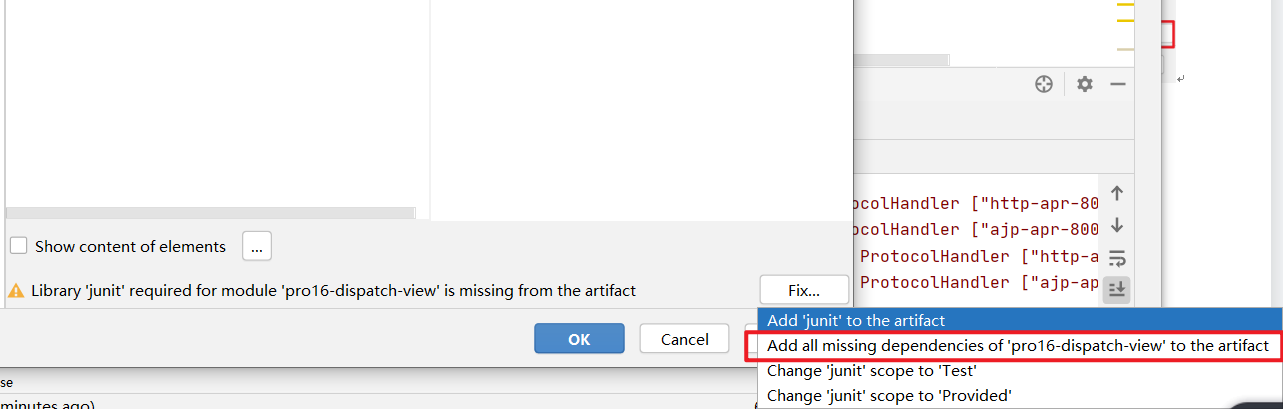 ocolHandler ["http-apr-800
ocolHandler ["ajp-apr-800
ProtocolHandler ["http-a
ProtocolHandler ["ajp-ap
Show content of elements
...
Library 'junit' required for module 'pro16-dispatch-view' is missing from the artifact
Fix...
Add 'junit' to the artifact
OK
Cancel
Add all missing dependencies of 'pro16-dispatch-view' to the artifact
Change 'junit' scope to 'Test'
se
Change 'junit' scope to 'Provided'
minutes ago)